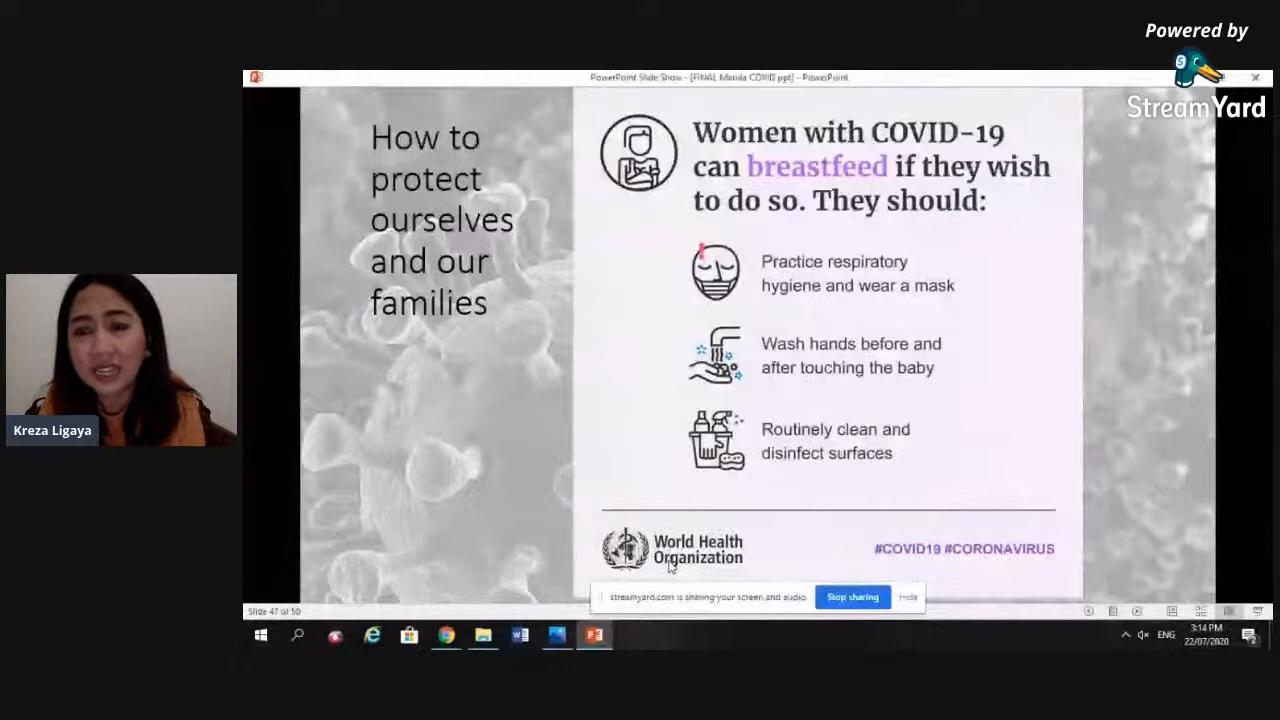 Powered by
StreamYard
PowerPoint Slide Show - [FINAL Manila COVID ppt] - PowerPoint
How to
protect
ourselves
and our
families
Women with COVID-19
can breastfeed if they wish
to do so. They should:
Practice respiratory
hygiene and wear a mask
Wash hands before and
after touching the baby
Routinely clean and
disinfect surfaces
World Health
Organization
#COVID19 #CORONAVIRUS
Kreza Ligaya
streamyard.com is sharing your screen and audio.
Stop sharing
Hide
Slide 47 of 50
ENG
3:14 PM
22/07/2020